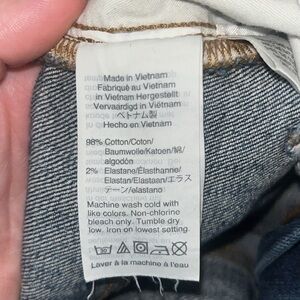 Made in Vietnam
Fabriqué au Vietnam
in Vietnam Hergestellt
Vervaardigd in Viëtnam
ベトナム製
Hecho en Vietnam
98% Cotton/Coton/
Baumwolle/Katoen/綿/
algodón
2% Elastane/Élasthanne/
Elastan/Elastaan/エラス
テーン/elastano
Machine wash cold with
like colors. Non-chlorine
bleach only. Tumble dry
low. Iron on lowest setting.
Laver à la machine à l'eau